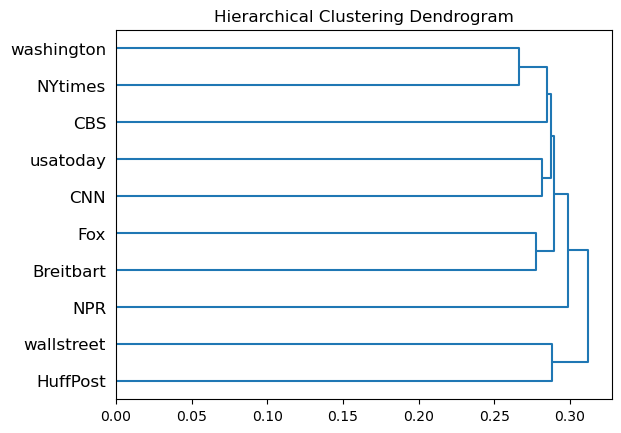 Hierarchical Clustering Dendrogram
washington
NYtimes
CBS
usatoday
CNN
Fox
Breitbart
NPR
wallstreet
HuffPost
0.00 0.05 0.10 0.15 0.20 0.25 0.30